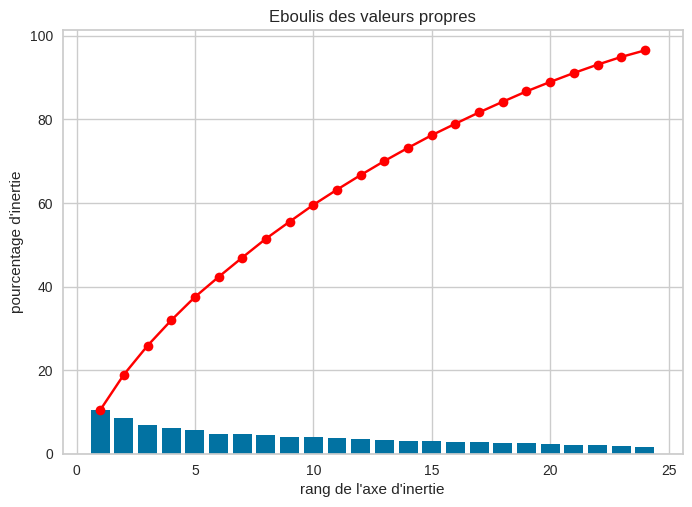 Eboulis des valeurs propres
100
80
60
40
20
0
pourcentage d'inertie
0 5 10 15 20 25
rang de l'axe d'inertie